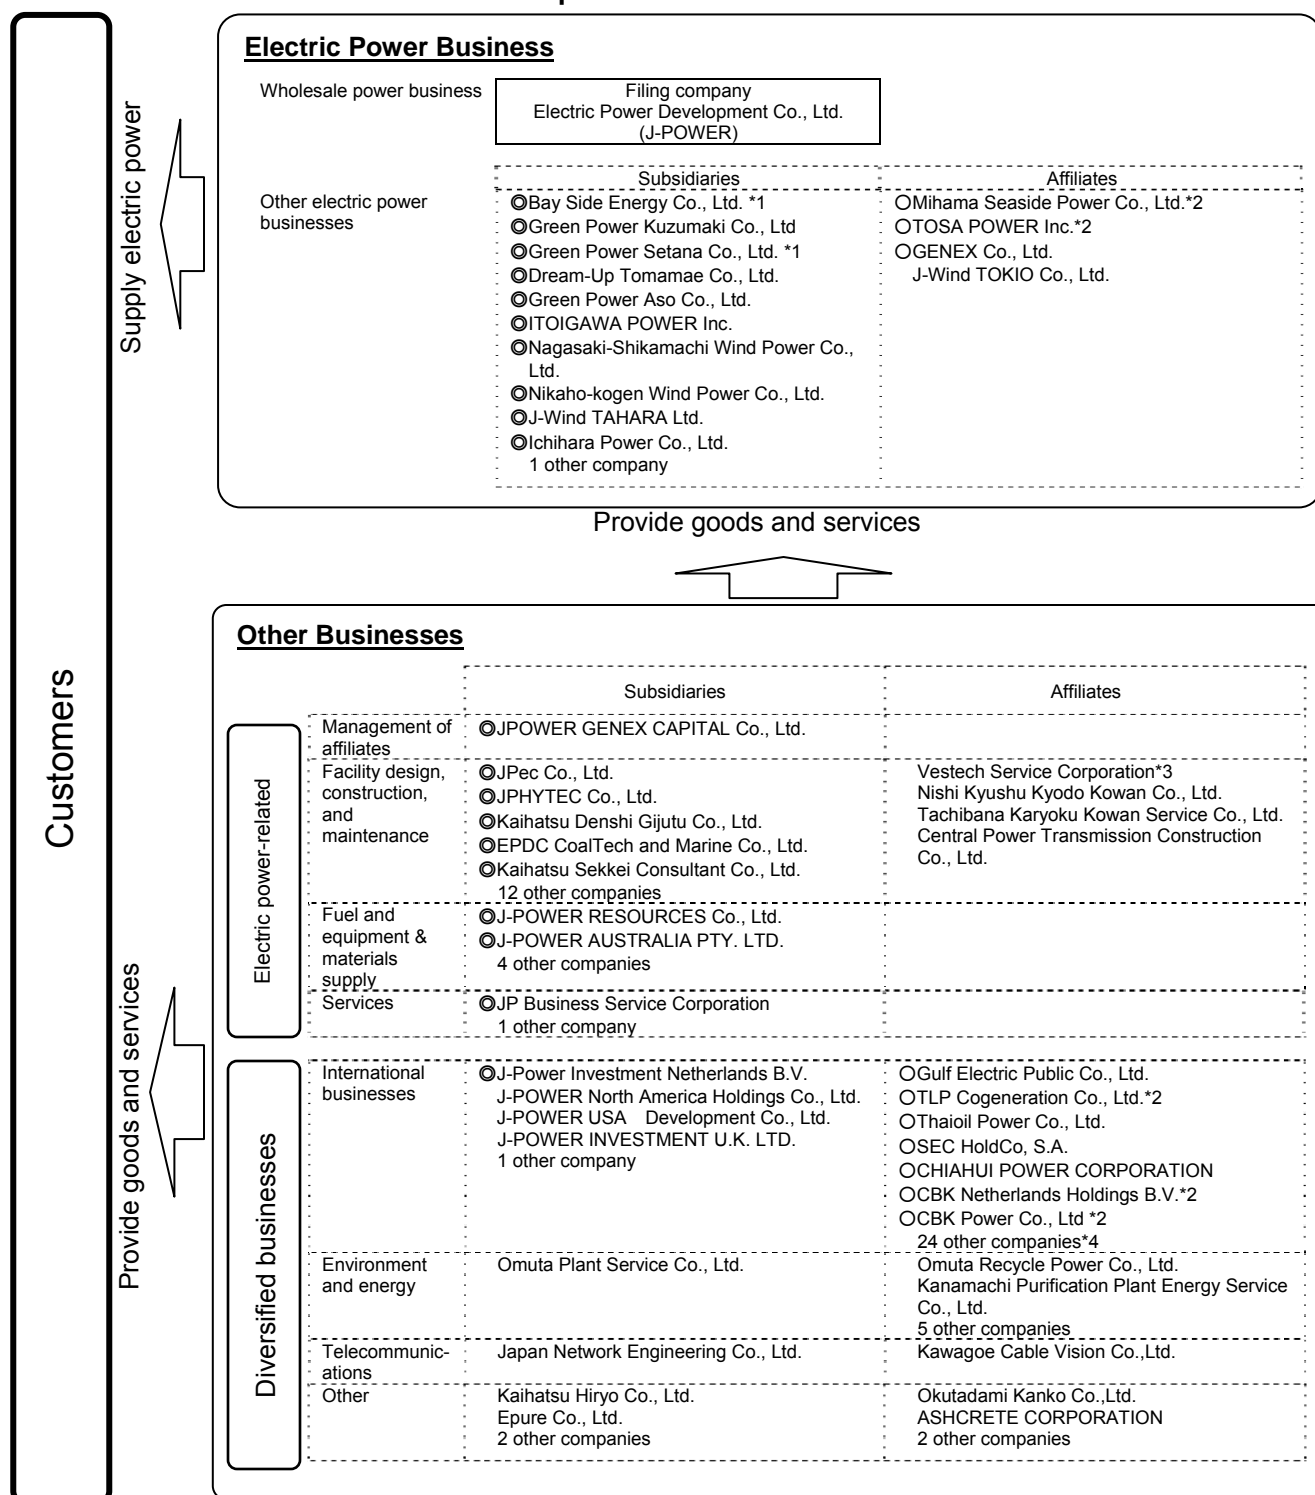 Electric Power Business
Wholesale power business
Filing company
Electric Power Development Co., Ltd.
(J-POWER)
Supply electric power
Subsidiaries
Affiliates
Other electric power
businesses
◎Bay Side Energy Co., Ltd. *1
◎Green Power Kuzumaki Co., Ltd
◎Green Power Setana Co., Ltd. *1
◎Dream-Up Tomamae Co., Ltd.
◎Green Power Aso Co., Ltd.
◎ITOIGAWA POWER Inc.
◎Nagasaki-Shikamachi Wind Power Co.,
Ltd.
◎Nikaho-kogen Wind Power Co., Ltd.
◎J-Wind TAHARA Ltd.
◎Ichihara Power Co., Ltd.
1 other company
○Mihama Seaside Power Co., Ltd.*2
○TOSA POWER Inc.*2
○GENEX Co., Ltd.
J-Wind TOKIO Co., Ltd.
Provide goods and services
Customers
Provide goods and services
Other Businesses
Subsidiaries
Affiliates
Electric power-related
Management of
affiliates
◎JPOWER GENEX CAPITAL Co., Ltd.
Facility design,
construction,
and
maintenance
◎JPec Co., Ltd.
◎JPHYTEC Co., Ltd.
◎Kaihatsu Denshi Gijutu Co., Ltd.
◎EPDC CoalTech and Marine Co., Ltd.
◎Kaihatsu Sekkei Consultant Co., Ltd.
12 other companies
Vestech Service Corporation*3
Nishi Kyushu Kyodo Kowan Co., Ltd.
Tachibana Karyoku Kowan Service Co., Ltd.
Central Power Transmission Construction
Co., Ltd.
Fuel and
equipment &
materials
supply
◎J-POWER RESOURCES Co., Ltd.
◎J-POWER AUSTRALIA PTY. LTD.
4 other companies
Services
◎JP Business Service Corporation
1 other company
Diversified businesses
International
businesses
◎J-Power Investment Netherlands B.V.
J-POWER North America Holdings Co., Ltd.
J-POWER USA Development Co., Ltd.
J-POWER INVESTMENT U.K. LTD.
1 other company
○Gulf Electric Public Co., Ltd.
○TLP Cogeneration Co., Ltd.*2
○Thaioil Power Co., Ltd.
○SEC HoldCo, S.A.
○CHIAHUI POWER CORPORATION
○CBK Netherlands Holdings B.V.*2
○CBK Power Co., Ltd *2
24 other companies*4
Environment
and energy
Omuta Plant Service Co., Ltd.
Omuta Recycle Power Co., Ltd.
Kanamachi Purification Plant Energy Service
Co., Ltd.
5 other companies
Telecommunic-
ations
Japan Network Engineering Co., Ltd.
Kawagoe Cable Vision Co.,Ltd.
Other
Kaihatsu Hiryo Co., Ltd.
Epure Co., Ltd.
2 other companies
Okutadami Kanko Co.,Ltd.
ASHCRETE CORPORATION
2 other companies